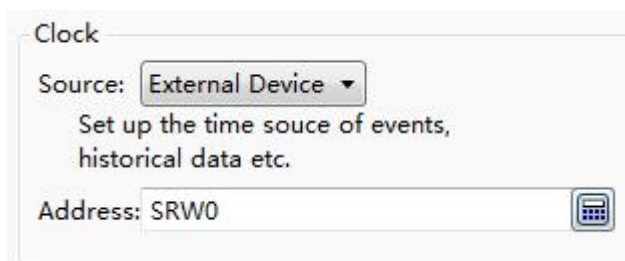 Clock
Source: External Device
Set up the time souce of events,
historical data etc.
Address: SRW0